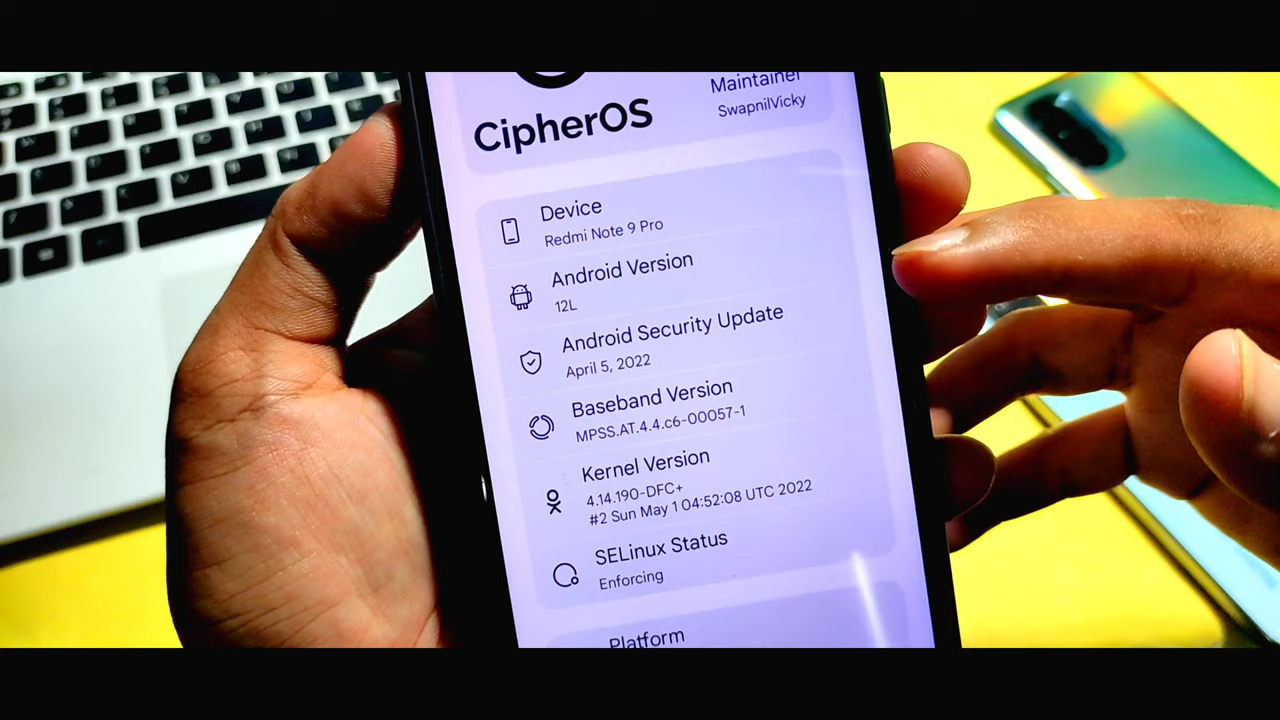 CipherOS
Maintainer
SwapnilVicky
Device
Redmi Note 9 Pro
Android Version
12L
Android Security Update
April 5, 2022
Baseband Version
MPSS.AT.4.4.c6-00057-1
Kernel Version
4.14.190-DFC+
#2 Sun May 1 04:52:08 UTC 2022
SELinux Status
Enforcing
Platform